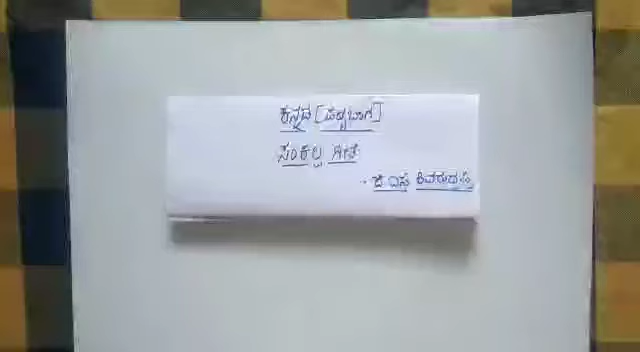 ಕನ್ನಡ [ಪದ್ಯಭಾಗ]
ಸಂಕಲ್ಪ ಗೀತೆ
- ಜಿ ಎಸ್ ಶಿವರುದ್ರಪ್ಪ